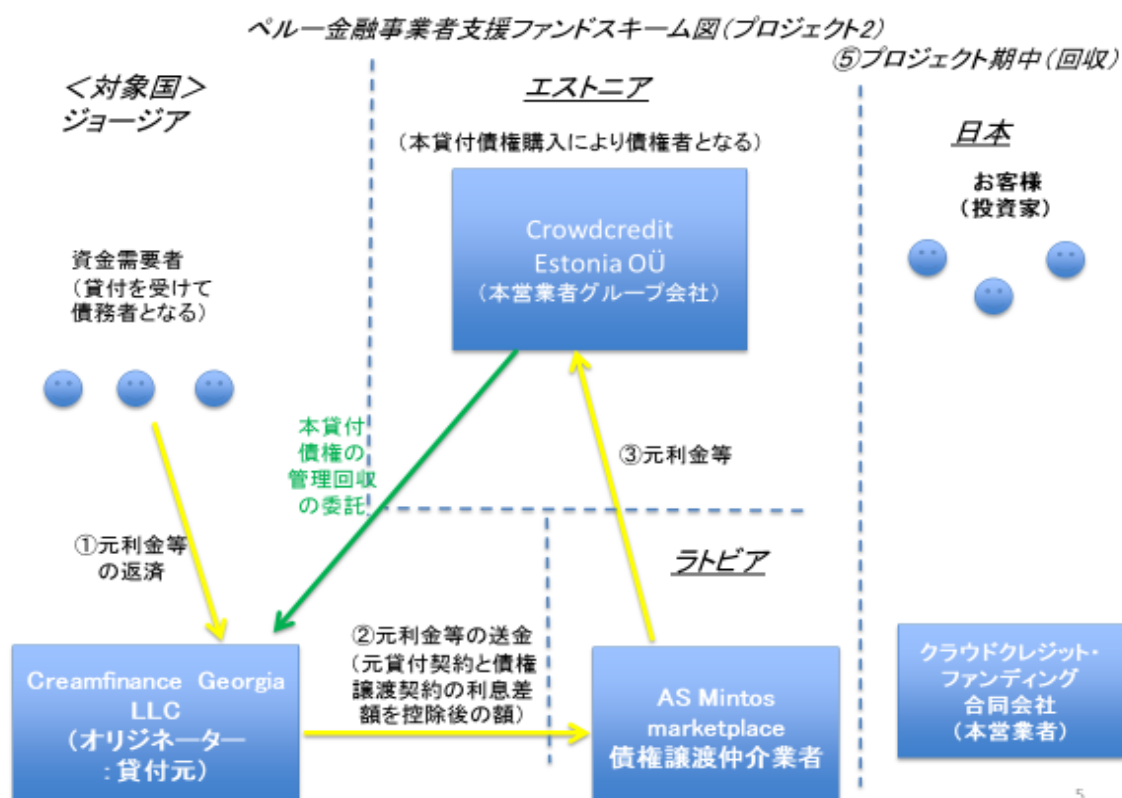 ペルー金融事業者支援ファンドスキーム図(プロジェクト2)
⑤プロジェクト期中(回収)
＜対象国＞
ジョージア
資金需要者
(貸付を受けて
債務者となる)
①元利金等
の返済
Creamfinance Georgia
LLC
(オリジネーター
:貸付元)
エストニア
(本貸付債権購入により債権者となる)
Crowdcredit
Estonia OÜ
(本営業者グループ会社)
本貸付
債権の
管理回収
の委託
③元利金等
②元利金等の送金
(元貸付契約と債権
譲渡契約の利息差
額を控除後の額)
ラトビア
AS Mintos
marketplace
債権譲渡仲介業者
日本
お客様
(投資家)
クラウドクレジット・
ファンディング
合同会社
(本営業者)
5